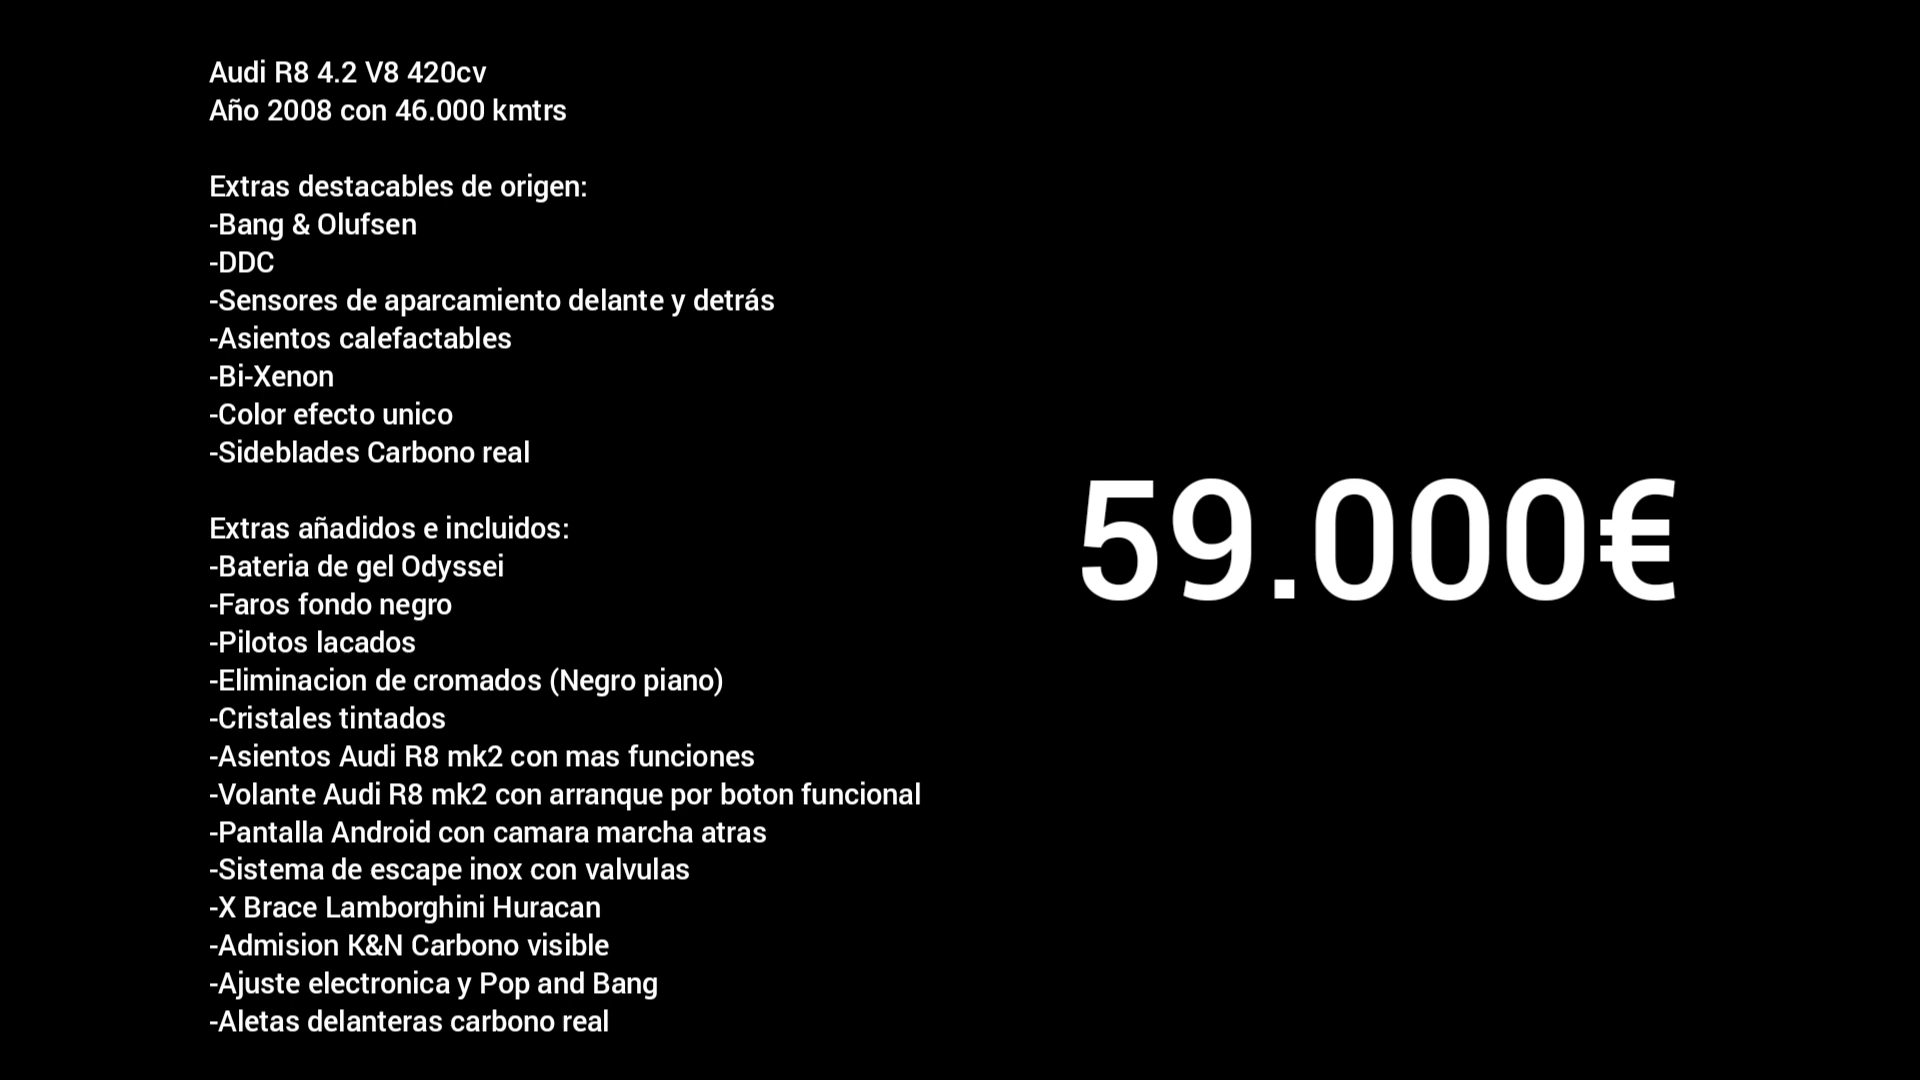 Audi R8 4.2 V8 420cv
Año 2008 con 46.000 kmtrs
Extras destacables de origen:
-Bang & Olufsen
-DDC
-Sensores de aparcamiento delante y detrás
-Asientos calefactables
-Bi-Xenon
-Color efecto unico
-Sideblades Carbono real
Extras añadidos e incluidos:
-Bateria de gel Odyssei
-Faros fondo negro
-Pilotos lacados
-Eliminacion de cromados (Negro piano)
-Cristales tintados
-Asientos Audi R8 mk2 con mas funciones
-Volante Audi R8 mk2 con arranque por boton funcional
-Pantalla Android con camara marcha atras
-Sistema de escape inox con valvulas
-X Brace Lamborghini Huracan
-Admision K&N Carbono visible
-Ajuste electronica y Pop and Bang
-Aletas delanteras carbono real
59.000€